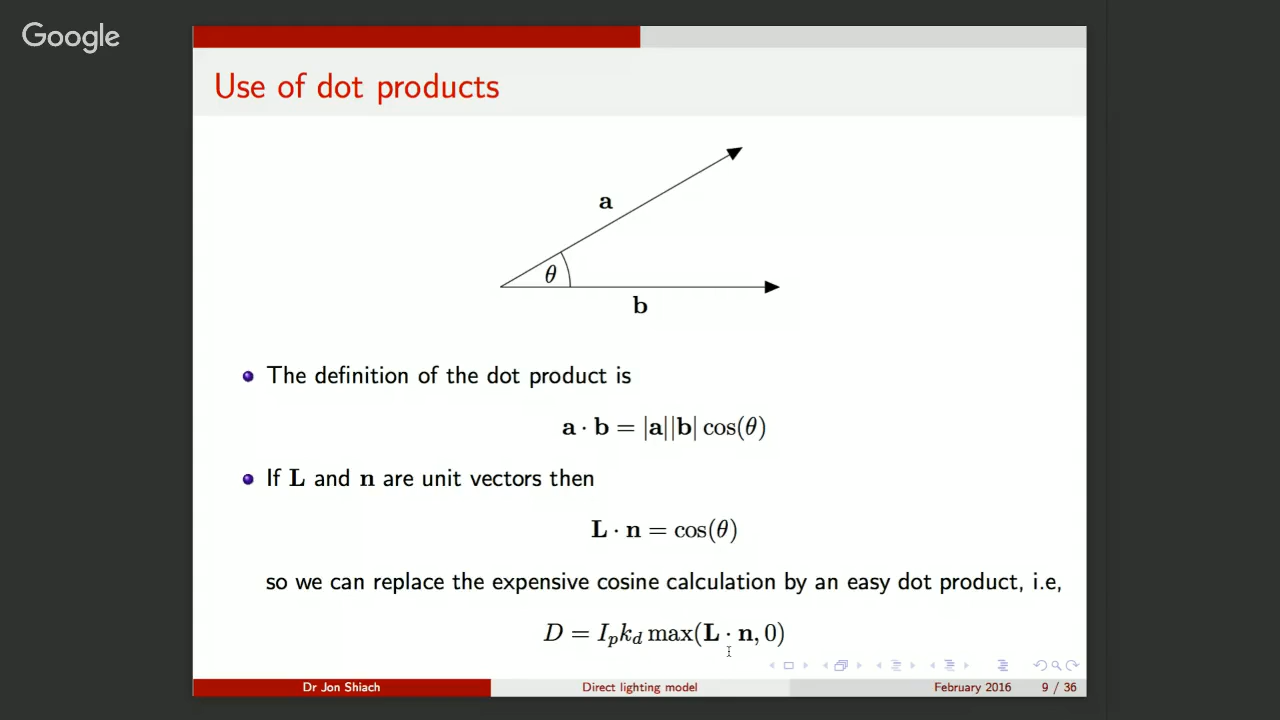 Google
Use of dot products
a
θ
b
The definition of the dot product is
a · b = |a||b| cos(θ)
If L and n are unit vectors then
L · n = cos(θ)
so we can replace the expensive cosine calculation by an easy dot product, i.e,
D = I_p k_d max(L · n, 0)
Dr Jon Shiach Direct lighting model February 2016 9 / 36